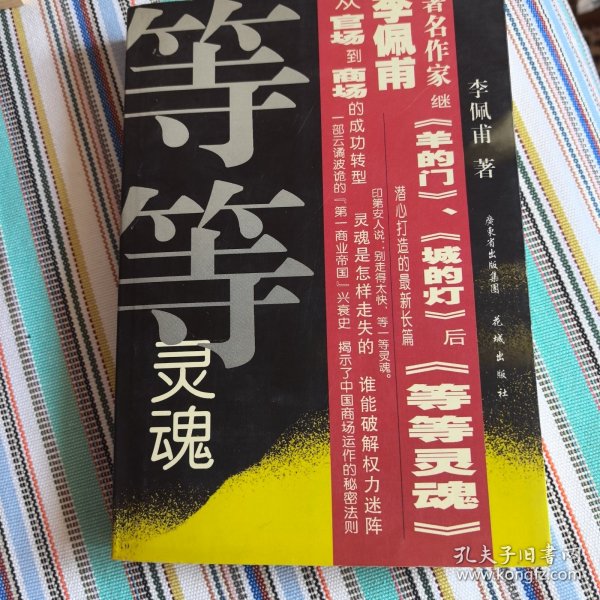 等等
灵魂
著名作家继《羊的门》、《城的灯》后《等等灵魂》
李佩甫
潜心打造的最新长篇
印第安人说：别走得太快，等一等灵魂。
从官场到商场的成功转型 灵魂是怎样走失的 谁能破解权力迷阵
一部云谲波诡的『第一商业帝国』兴衰史 揭示了中国商场运作的秘密法则
李佩甫 著
广东省出版集团 花城出版社
孔夫子旧书网
www.kongfz.com